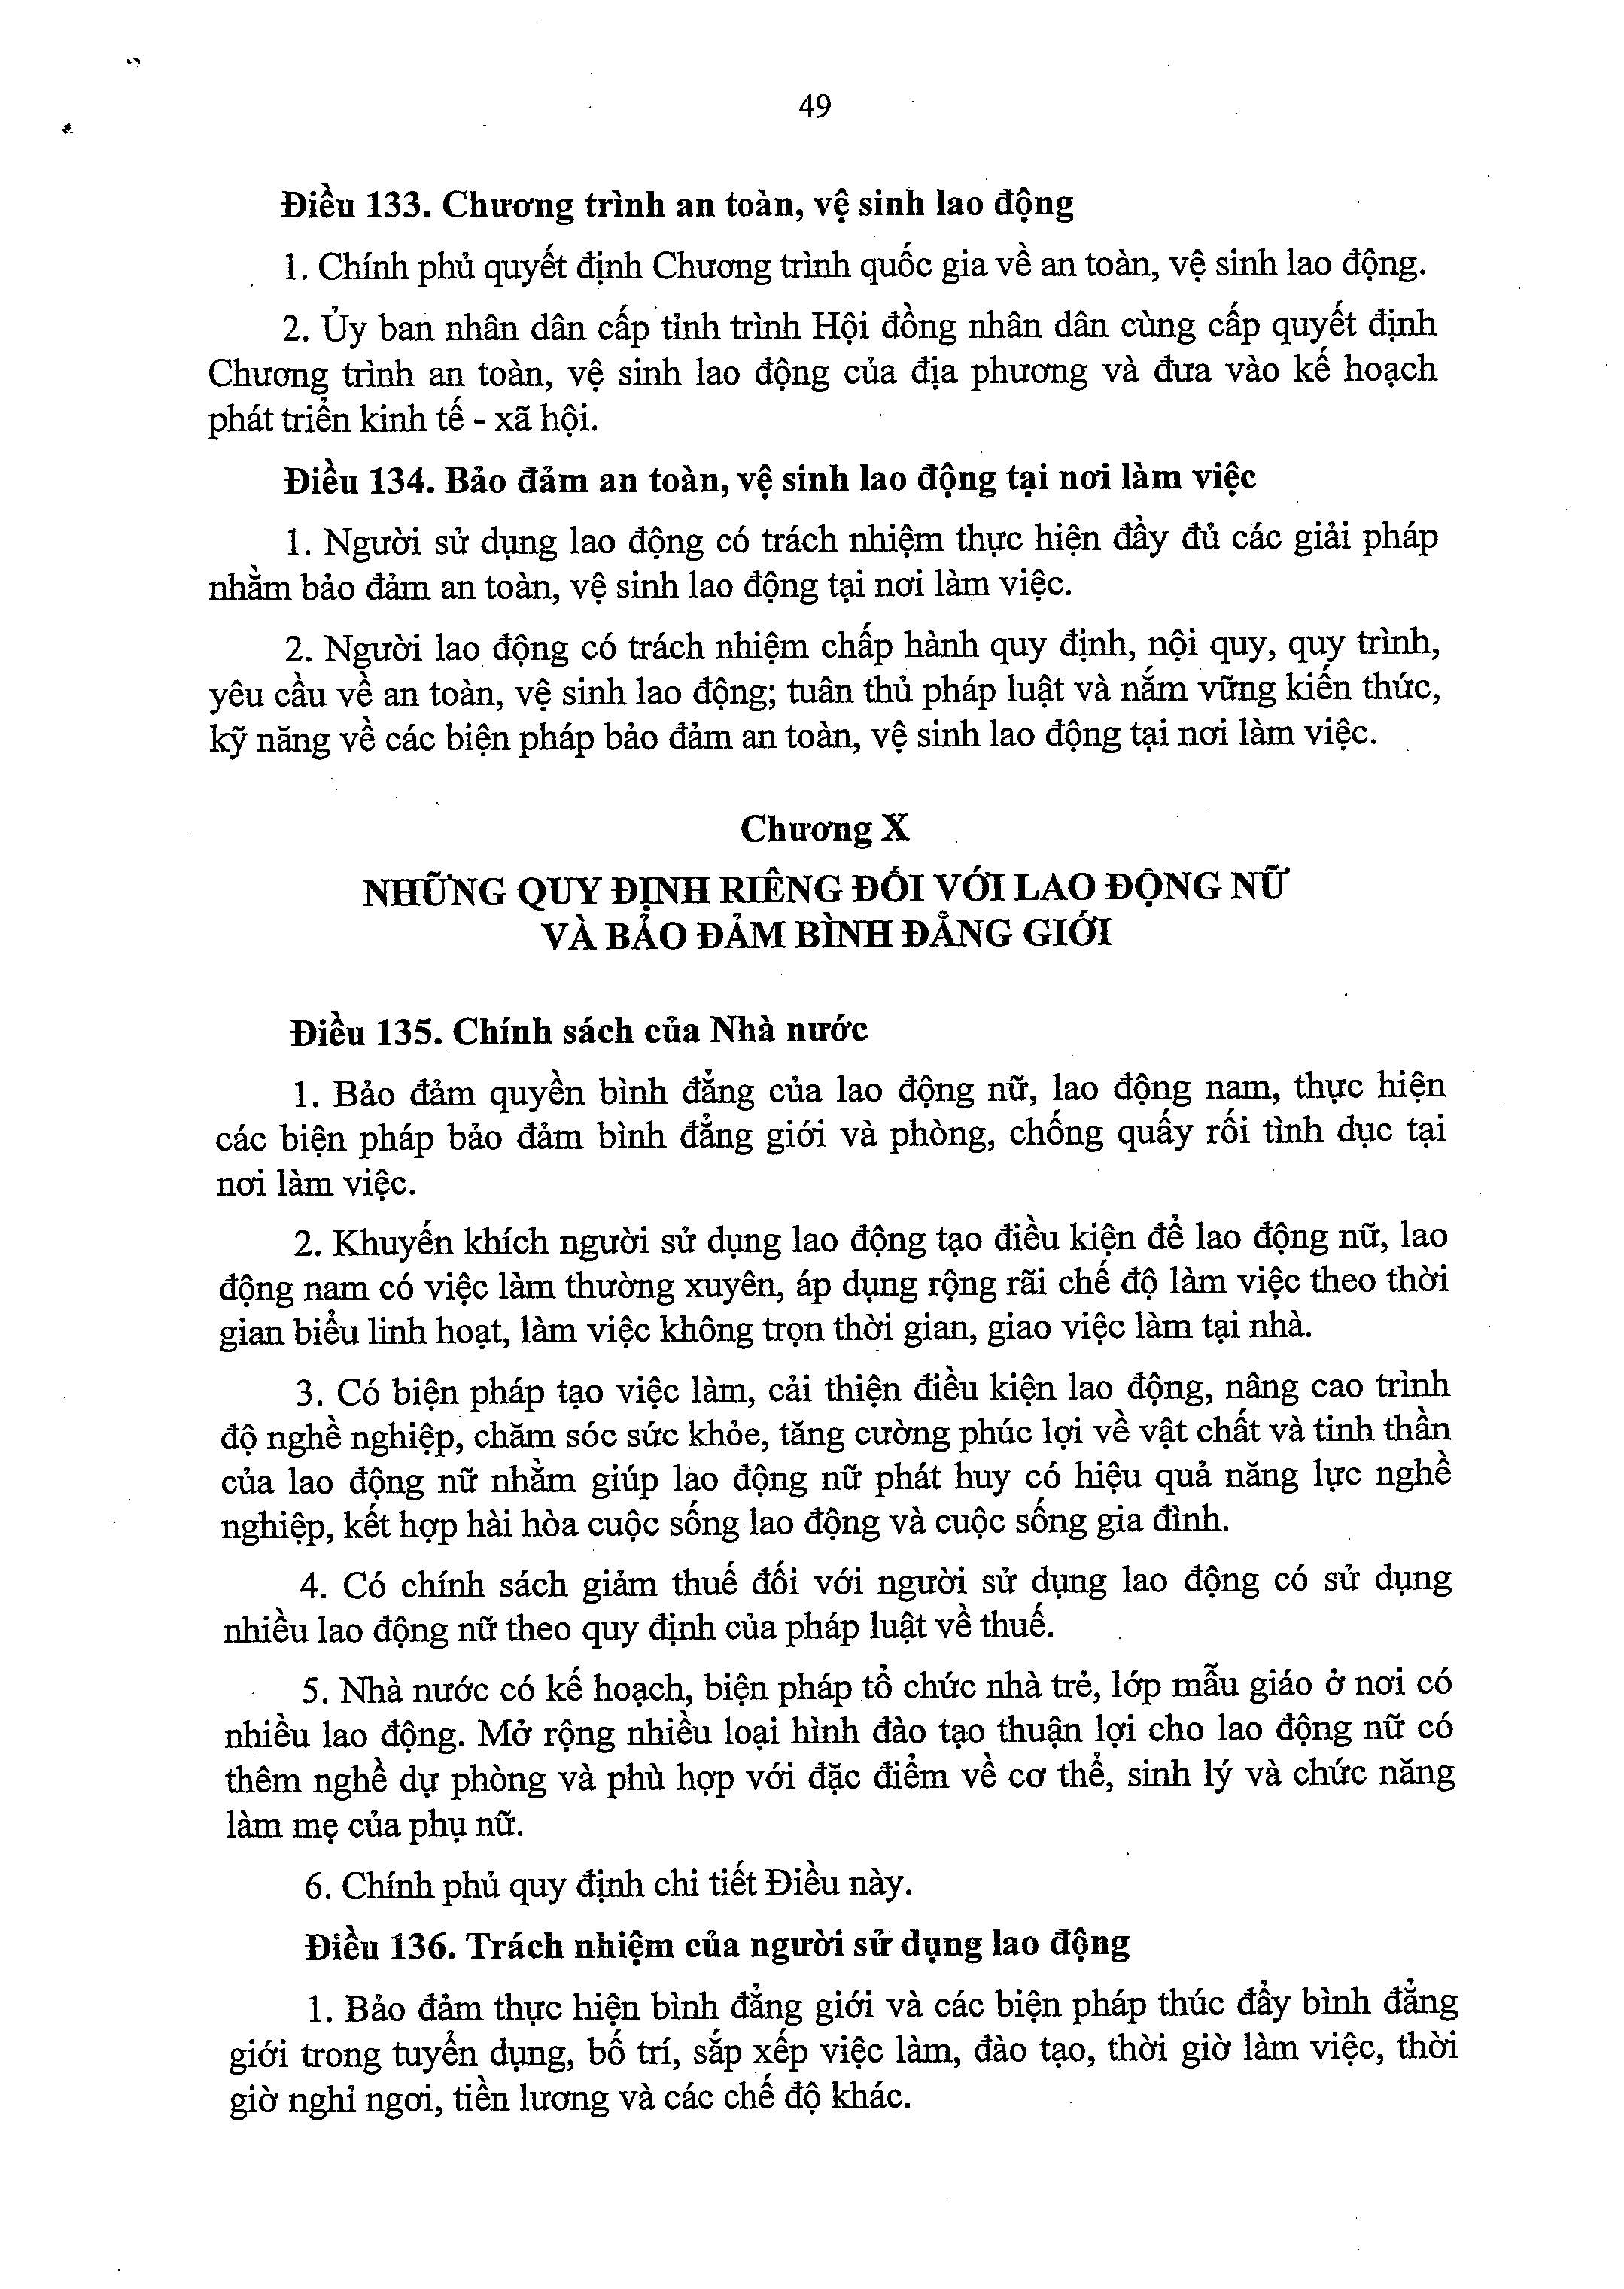 49
Điều 133. Chương trình an toàn, vệ sinh lao động
1. Chính phủ quyết định Chương trình quốc gia về an toàn, vệ sinh lao động.
2. Ủy ban nhân dân cấp tỉnh trình Hội đồng nhân dân cùng cấp quyết định
Chương trình an toàn, vệ sinh lao động của địa phương và đưa vào kế hoạch
phát triển kinh tế - xã hội.
Điều 134. Bảo đảm an toàn, vệ sinh lao động tại nơi làm việc
1. Người sử dụng lao động có trách nhiệm thực hiện đầy đủ các giải pháp
nhằm bảo đảm an toàn, vệ sinh lao động tại nơi làm việc.
2. Người lao động có trách nhiệm chấp hành quy định, nội quy, quy trình,
yêu cầu về an toàn, vệ sinh lao động; tuân thủ pháp luật và nắm vững kiến thức,
kỹ năng về các biện pháp bảo đảm an toàn, vệ sinh lao động tại nơi làm việc.
Chương X
NHỮNG QUY ĐỊNH RIÊNG ĐỐI VỚI LAO ĐỘNG NỮ
VÀ BẢO ĐẢM BÌNH ĐẲNG GIỚI
Điều 135. Chính sách của Nhà nước
1. Bảo đảm quyền bình đẳng của lao động nữ, lao động nam, thực hiện
các biện pháp bảo đảm bình đẳng giới và phòng, chống quấy rối tình dục tại
nơi làm việc.
2. Khuyến khích người sử dụng lao động tạo điều kiện để lao động nữ, lao
động nam có việc làm thường xuyên, áp dụng rộng rãi chế độ làm việc theo thời
gian biểu linh hoạt, làm việc không trọn thời gian, giao việc làm tại nhà.
3. Có biện pháp tạo việc làm, cải thiện điều kiện lao động, nâng cao trình
độ nghề nghiệp, chăm sóc sức khỏe, tăng cường phúc lợi về vật chất và tinh thần
của lao động nữ nhằm giúp lao động nữ phát huy có hiệu quả năng lực nghề
nghiệp, kết hợp hài hòa cuộc sống lao động và cuộc sống gia đình.
4. Có chính sách giảm thuế đối với người sử dụng lao động có sử dụng
nhiều lao động nữ theo quy định của pháp luật về thuế.
5. Nhà nước có kế hoạch, biện pháp tổ chức nhà trẻ, lớp mẫu giáo ở nơi có
nhiều lao động. Mở rộng nhiều loại hình đào tạo thuận lợi cho lao động nữ có
thêm nghề dự phòng và phù hợp với đặc điểm về cơ thể, sinh lý và chức năng
làm mẹ của phụ nữ.
6. Chính phủ quy định chi tiết Điều này.
Điều 136. Trách nhiệm của người sử dụng lao động
1. Bảo đảm thực hiện bình đẳng giới và các biện pháp thúc đẩy bình đẳng
giới trong tuyển dụng, bố trí, sắp xếp việc làm, đào tạo, thời giờ làm việc, thời
giờ nghỉ ngơi, tiền lương và các chế độ khác.